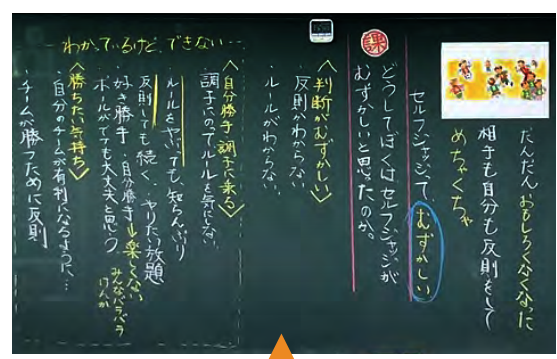 だんだんおもしろくなくなった
相手も自分も反則をして
めちゃくちゃ
セルフジャッジって、むずかしい
課
どうしてぼくはセルフジャッジが
むずかしいと思ったのか。
〈判断がむずかしい〉
・反則がわからない
・ルールがわからない。
わかっているけど、できない
〈自分勝手・調子に乗る〉
調子にのってルールを気にしない。
・ルールをやぶっても、知らんぷり
反則しても続く、やりたい放題
好き勝手・自分勝手→楽しくない
みんなバラバラ
けんか
ボールがでても大丈夫と思う
〈勝ちたい気持ち〉
・自分のチームが有利になるように…
・チームが勝つために反則